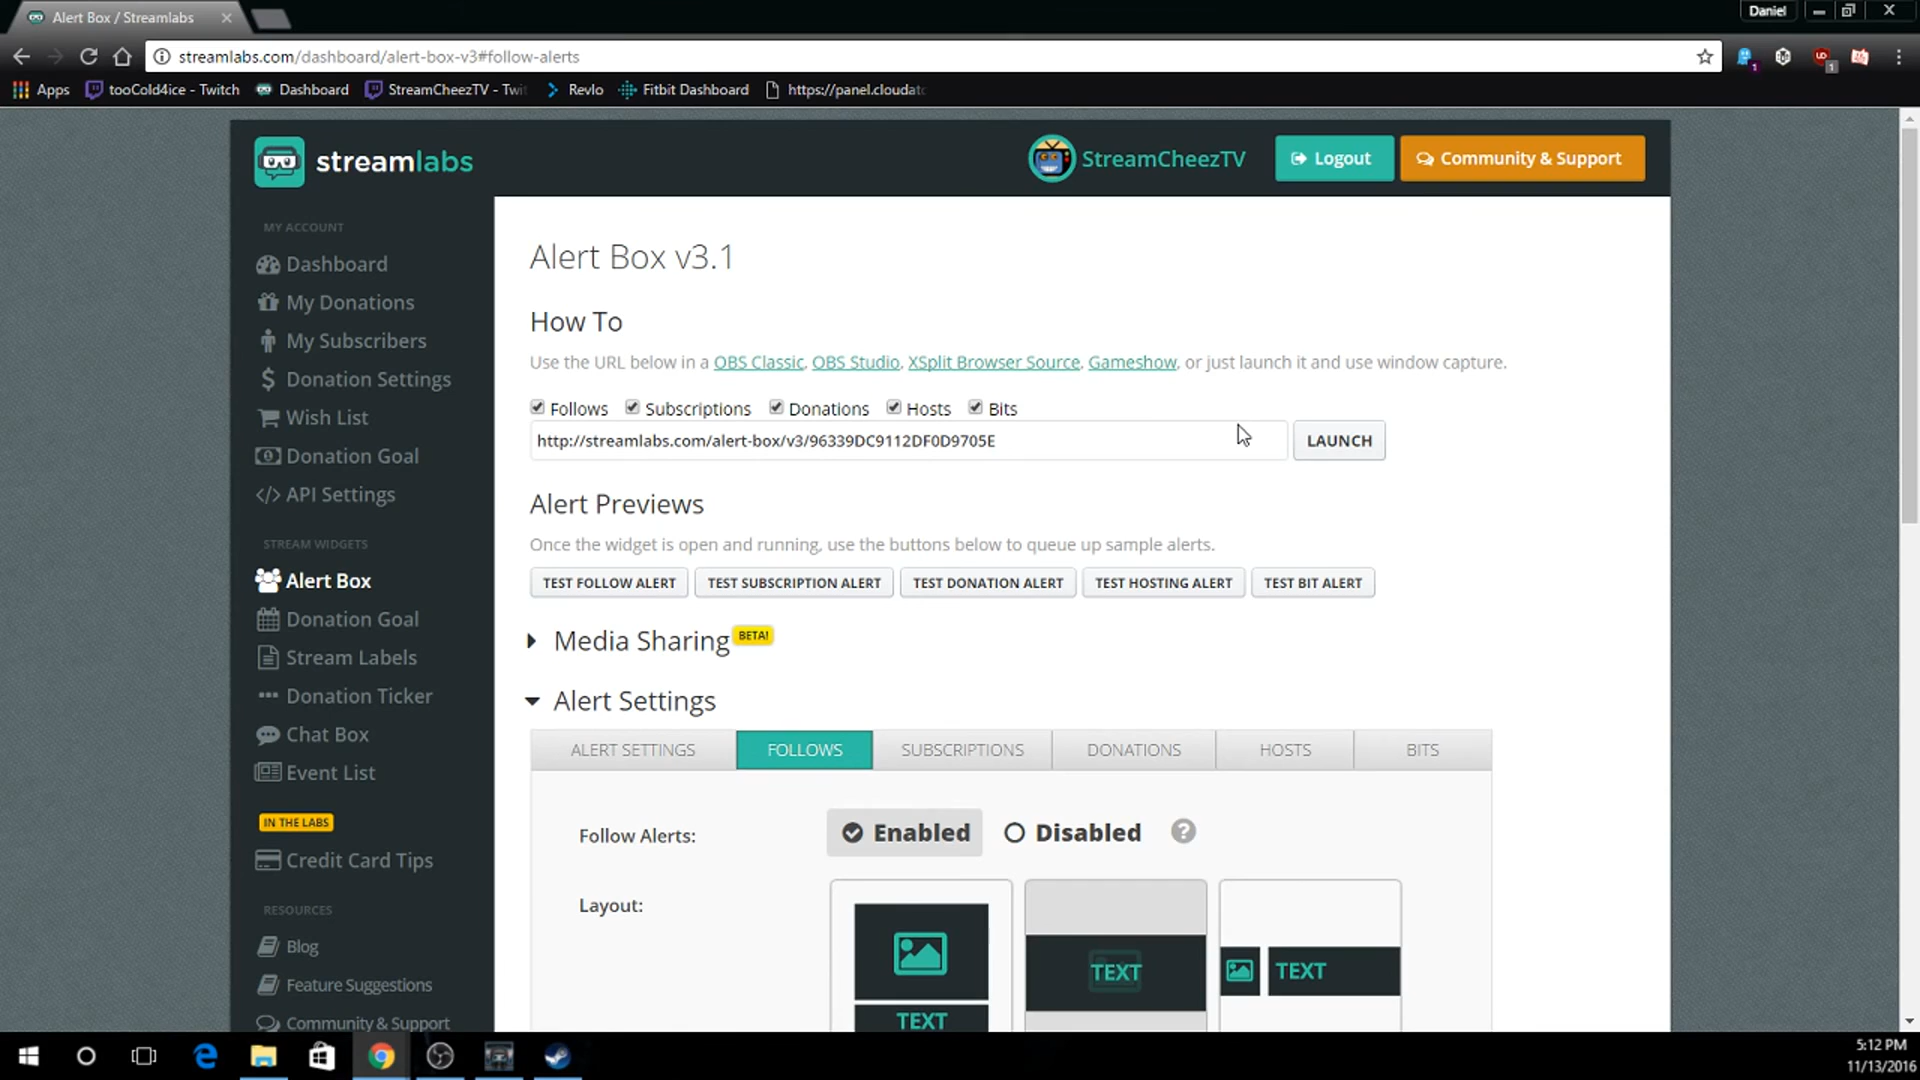 Alert Box / Streamlabs
Daniel
streamlabs.com/dashboard/alert-box-v3#follow-alerts
1
1
Apps
tooCold4ice - Twitch
Dashboard
StreamCheezTV - Twi
Revlo
Fitbit Dashboard
https://panel.cloudato
streamlabs
StreamCheezTV
Logout
Community & Support
MY ACCOUNT
Dashboard
My Donations
My Subscribers
Donation Settings
Wish List
Donation Goal
API Settings
STREAM WIDGETS
Alert Box
Donation Goal
Stream Labels
Donation Ticker
Chat Box
Event List
IN THE LABS
Credit Card Tips
RESOURCES
Blog
Feature Suggestions
Community & Support
Alert Box v3.1
How To
Use the URL below in a OBS Classic, OBS Studio, XSplit Browser Source, Gameshow, or just launch it and use window capture.
Follows Subscriptions Donations Hosts Bits
http://streamlabs.com/alert-box/v3/96339DC9112DF0D9705E
LAUNCH
Alert Previews
Once the widget is open and running, use the buttons below to queue up sample alerts.
TEST FOLLOW ALERT
TEST SUBSCRIPTION ALERT
TEST DONATION ALERT
TEST HOSTING ALERT
TEST BIT ALERT
Media Sharing BETA!
Alert Settings
ALERT SETTINGS
FOLLOWS
SUBSCRIPTIONS
DONATIONS
HOSTS
BITS
Follow Alerts:
Enabled
Disabled
?
Layout:
TEXT
TEXT
TEXT
5:12 PM
11/13/2016